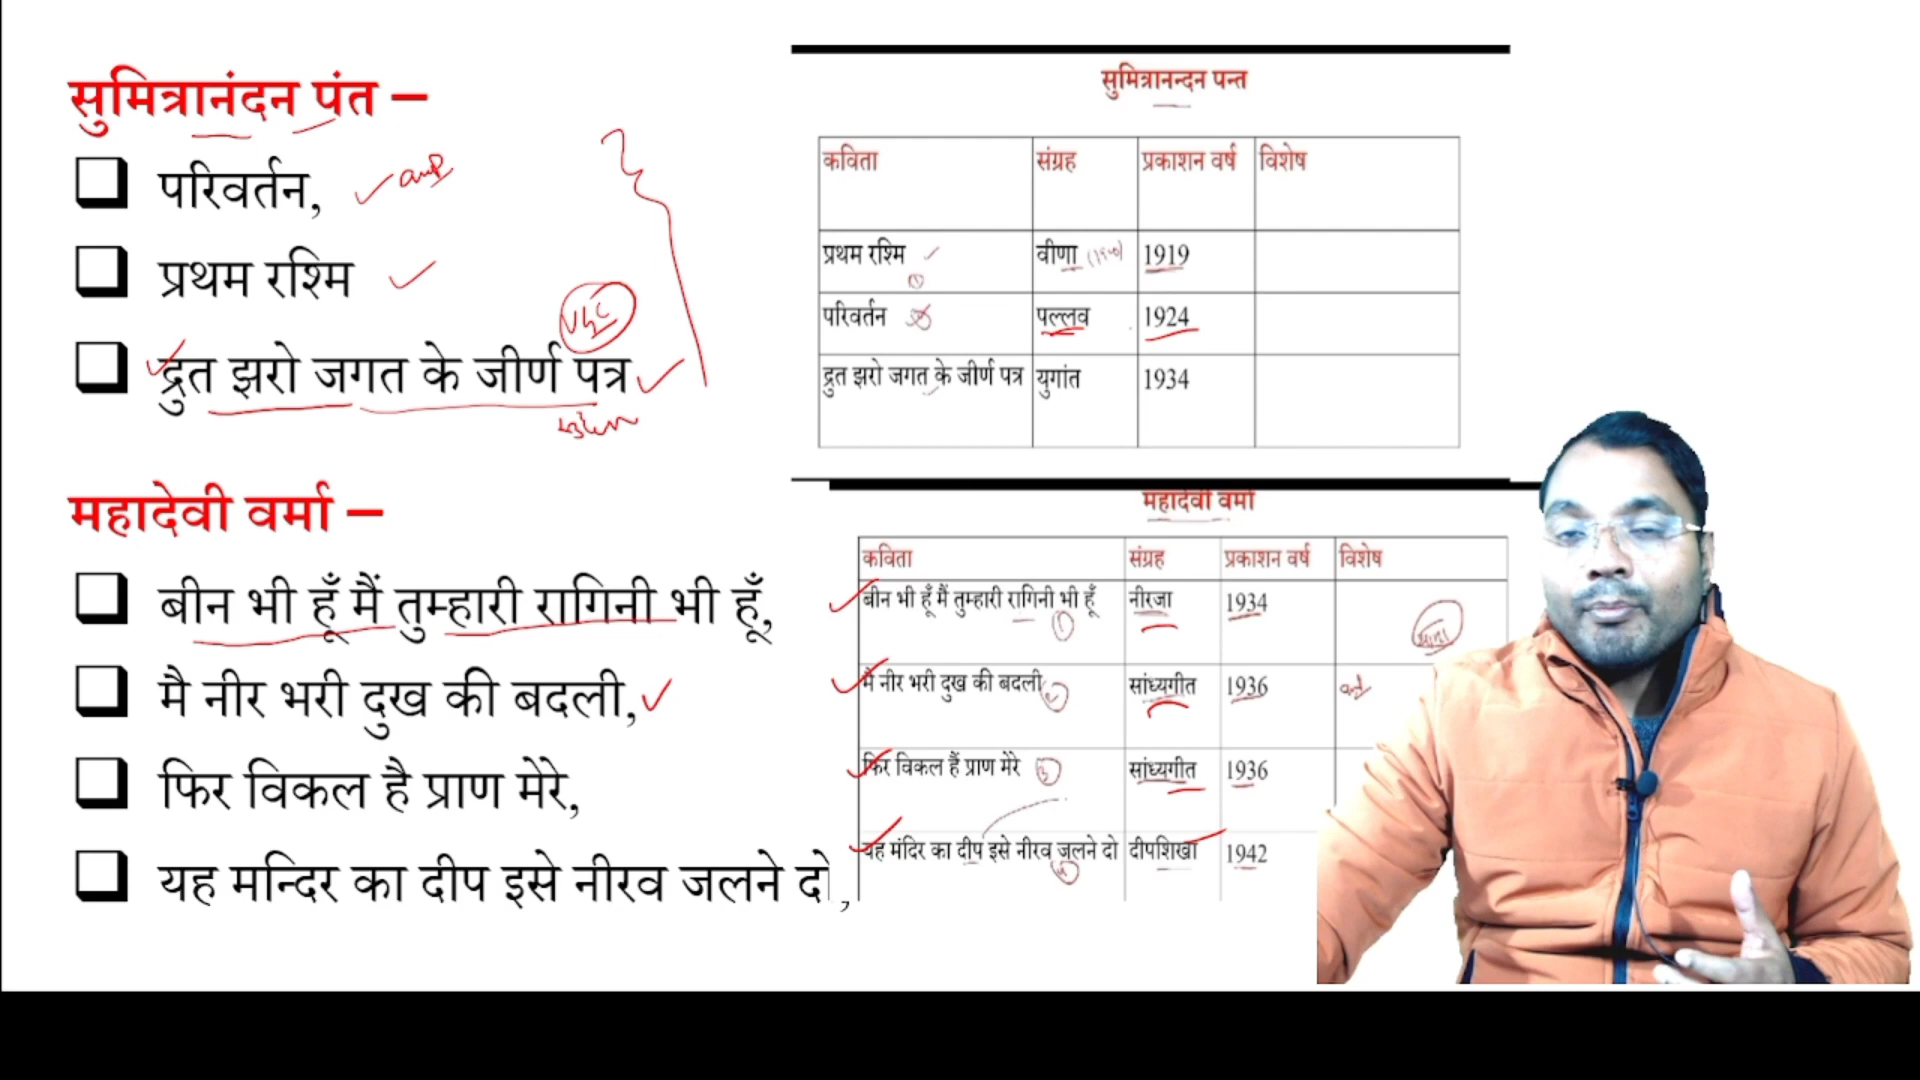 सुमित्रानंदन पंत –
परिवर्तन,
प्रथम रश्मि
द्रुत झरो जगत के जीर्ण पत्र
महादेवी वर्मा –
बीन भी हूँ मैं तुम्हारी रागिनी भी हूँ,
मै नीर भरी दुख की बदली,
फिर विकल है प्राण मेरे,
यह मन्दिर का दीप इसे नीरव जलने दो,
सुमित्रानन्दन पन्त
कविता संग्रह प्रकाशन वर्ष विशेष
प्रथम रश्मि वीणा 1919
परिवर्तन पल्लव 1924
द्रुत झरो जगत के जीर्ण पत्र युगांत 1934
महादेवी वर्मा
कविता संग्रह प्रकाशन वर्ष विशेष
बीन भी हूँ मैं तुम्हारी रागिनी भी हूँ नीरजा 1934
मै नीर भरी दुख की बदली सांध्यगीत 1936
फिर विकल हैं प्राण मेरे सांध्यगीत 1936
यह मंदिर का दीप इसे नीरव जलने दो दीपशिखा 1942